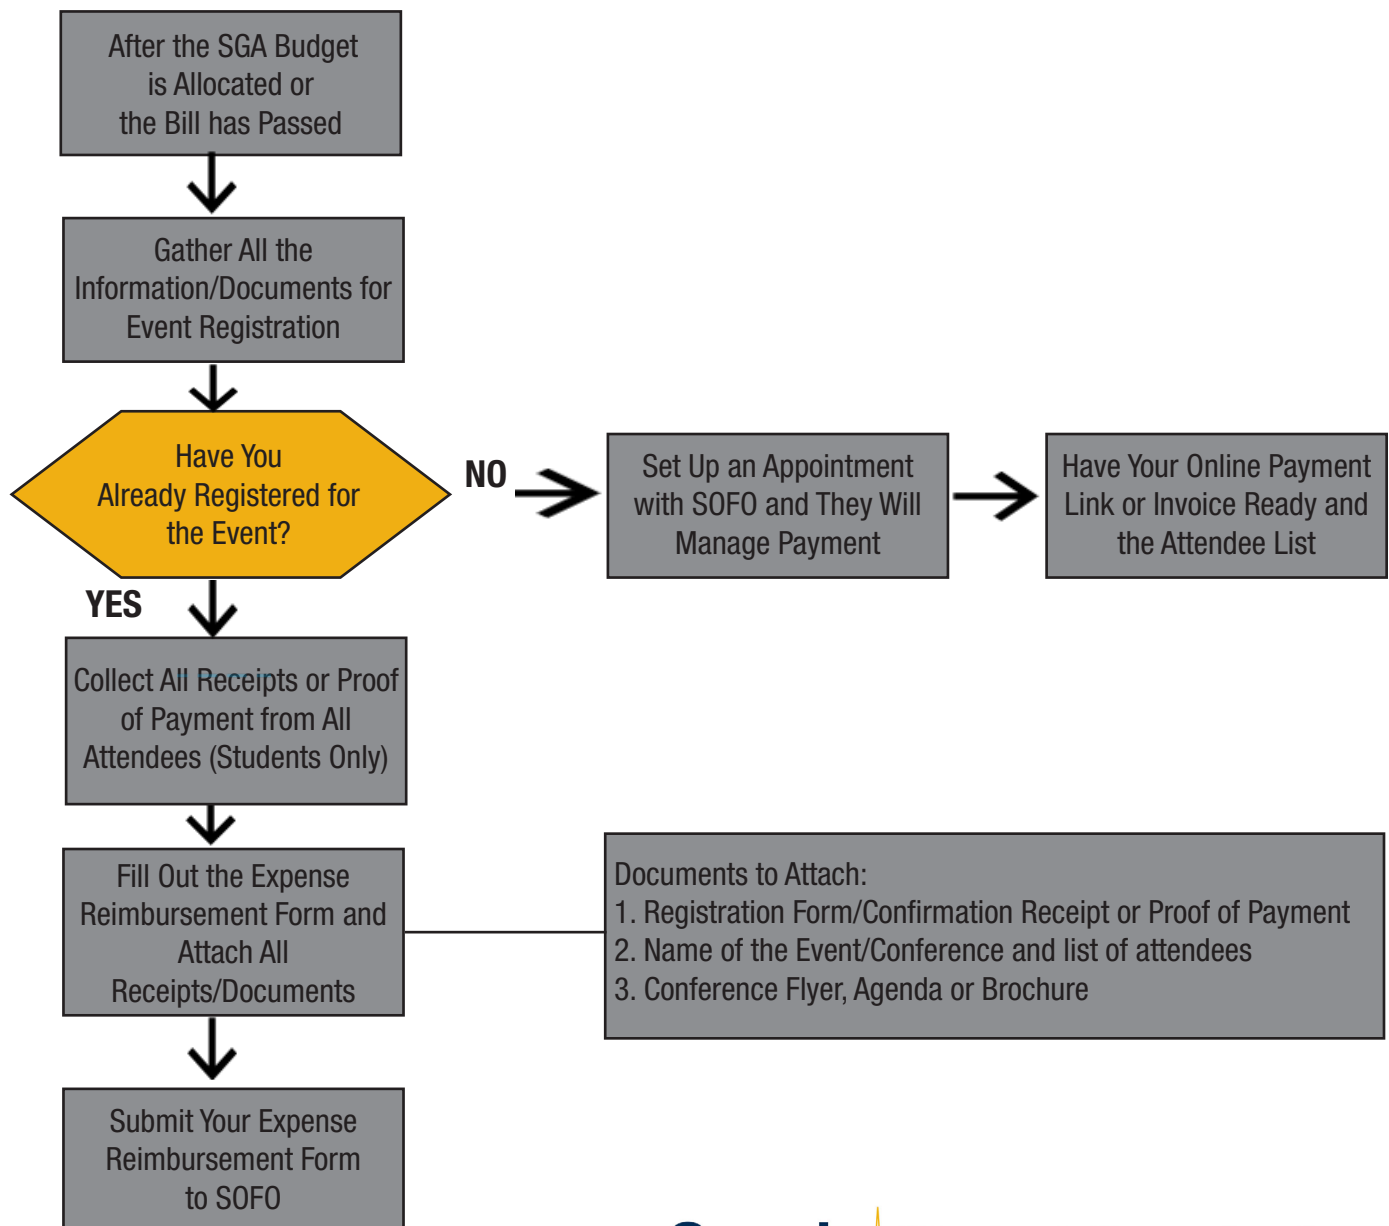 After the SGA Budget
is Allocated or
the Bill has Passed
Gather All the
Information/Documents for
Event Registration
Have You
Already Registered for
the Event?
NO
Set Up an Appointment
with SOFO and They Will
Manage Payment
Have Your Online Payment
Link or Invoice Ready and
the Attendee List
YES
Collect All Receipts or Proof
of Payment from All
Attendees (Students Only)
Fill Out the Expense
Reimbursement Form and
Attach All
Receipts/Documents
Documents to Attach:
1. Registration Form/Confirmation Receipt or Proof of Payment
2. Name of the Event/Conference and list of attendees
3. Conference Flyer, Agenda or Brochure
Submit Your Expense
Reimbursement Form
to SOFO